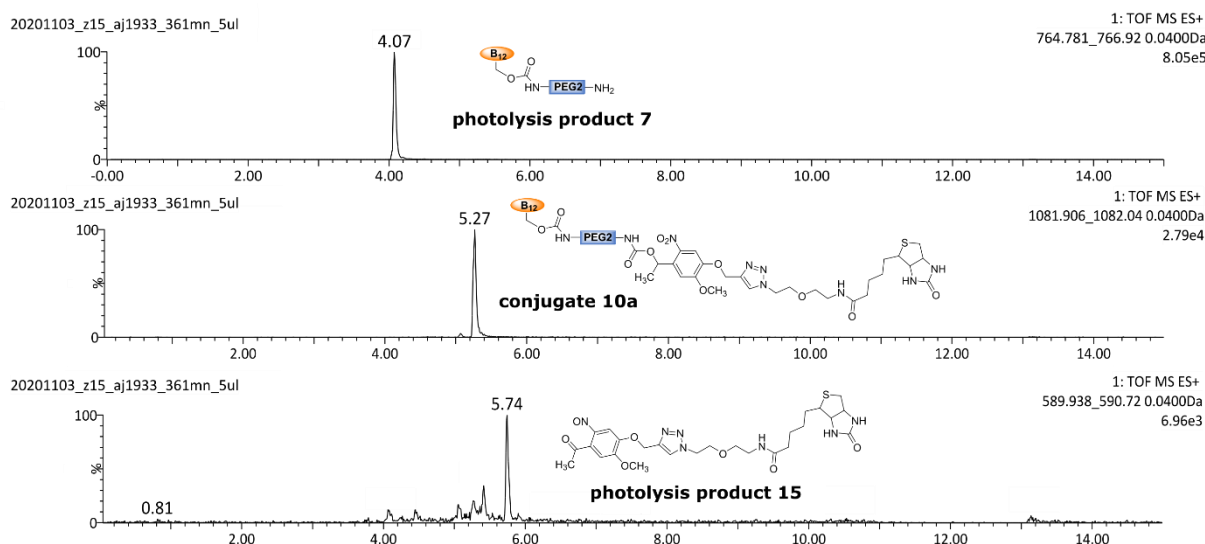 20201103_z15_aj1933_361mn_5ul
1: TOF MS ES+
764.781_766.92 0.0400Da
8.05e5
4.07
100
%
0
B12
O
O
HN
PEG2
NH2
photolysis product 7
-0.00 2.00 4.00 6.00 8.00 10.00 12.00 14.00
20201103_z15_aj1933_361mn_5ul
1: TOF MS ES+
1081.906_1082.04 0.0400Da
2.79e4
5.27
100
%
0
B12
O
O
HN
PEG2
NH
O
O
NO2
O
OCH3
N N
N
O
H
N
O
S
NH
HN
O
conjugate 10a
2.00 4.00 6.00 8.00 10.00 12.00 14.00
20201103_z15_aj1933_361mn_5ul
1: TOF MS ES+
589.938_590.72 0.0400Da
6.96e3
5.74
100
%
0
0.81
ON
O
O
OCH3
N N
N
O
H
N
O
S
NH
HN
O
photolysis product 15
2.00 4.00 6.00 8.00 10.00 12.00 14.00